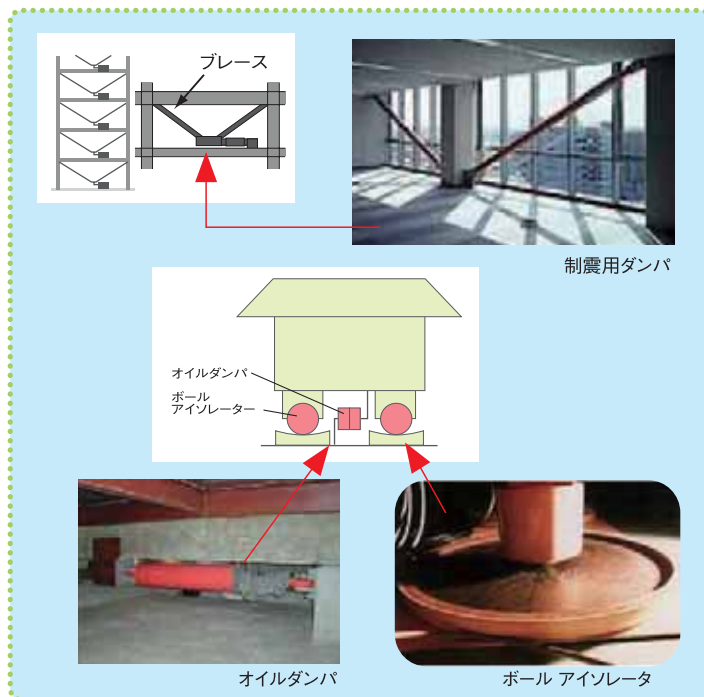 ブレース
制震用ダンパ
オイルダンパ
ボール
アイソレーター
オイルダンパ
ボール アイソレータ